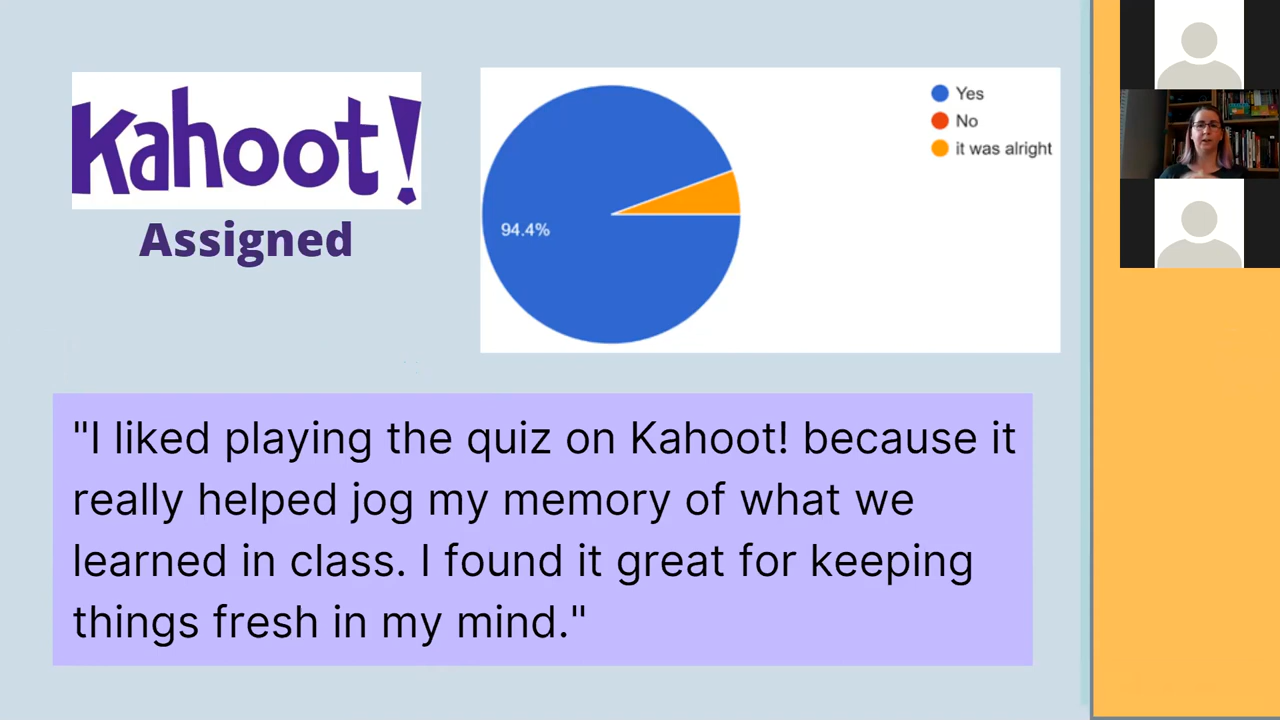 Kahoot!
Assigned
Yes
No
it was alright
94.4%
"I liked playing the quiz on Kahoot! because it
really helped jog my memory of what we
learned in class. I found it great for keeping
things fresh in my mind."